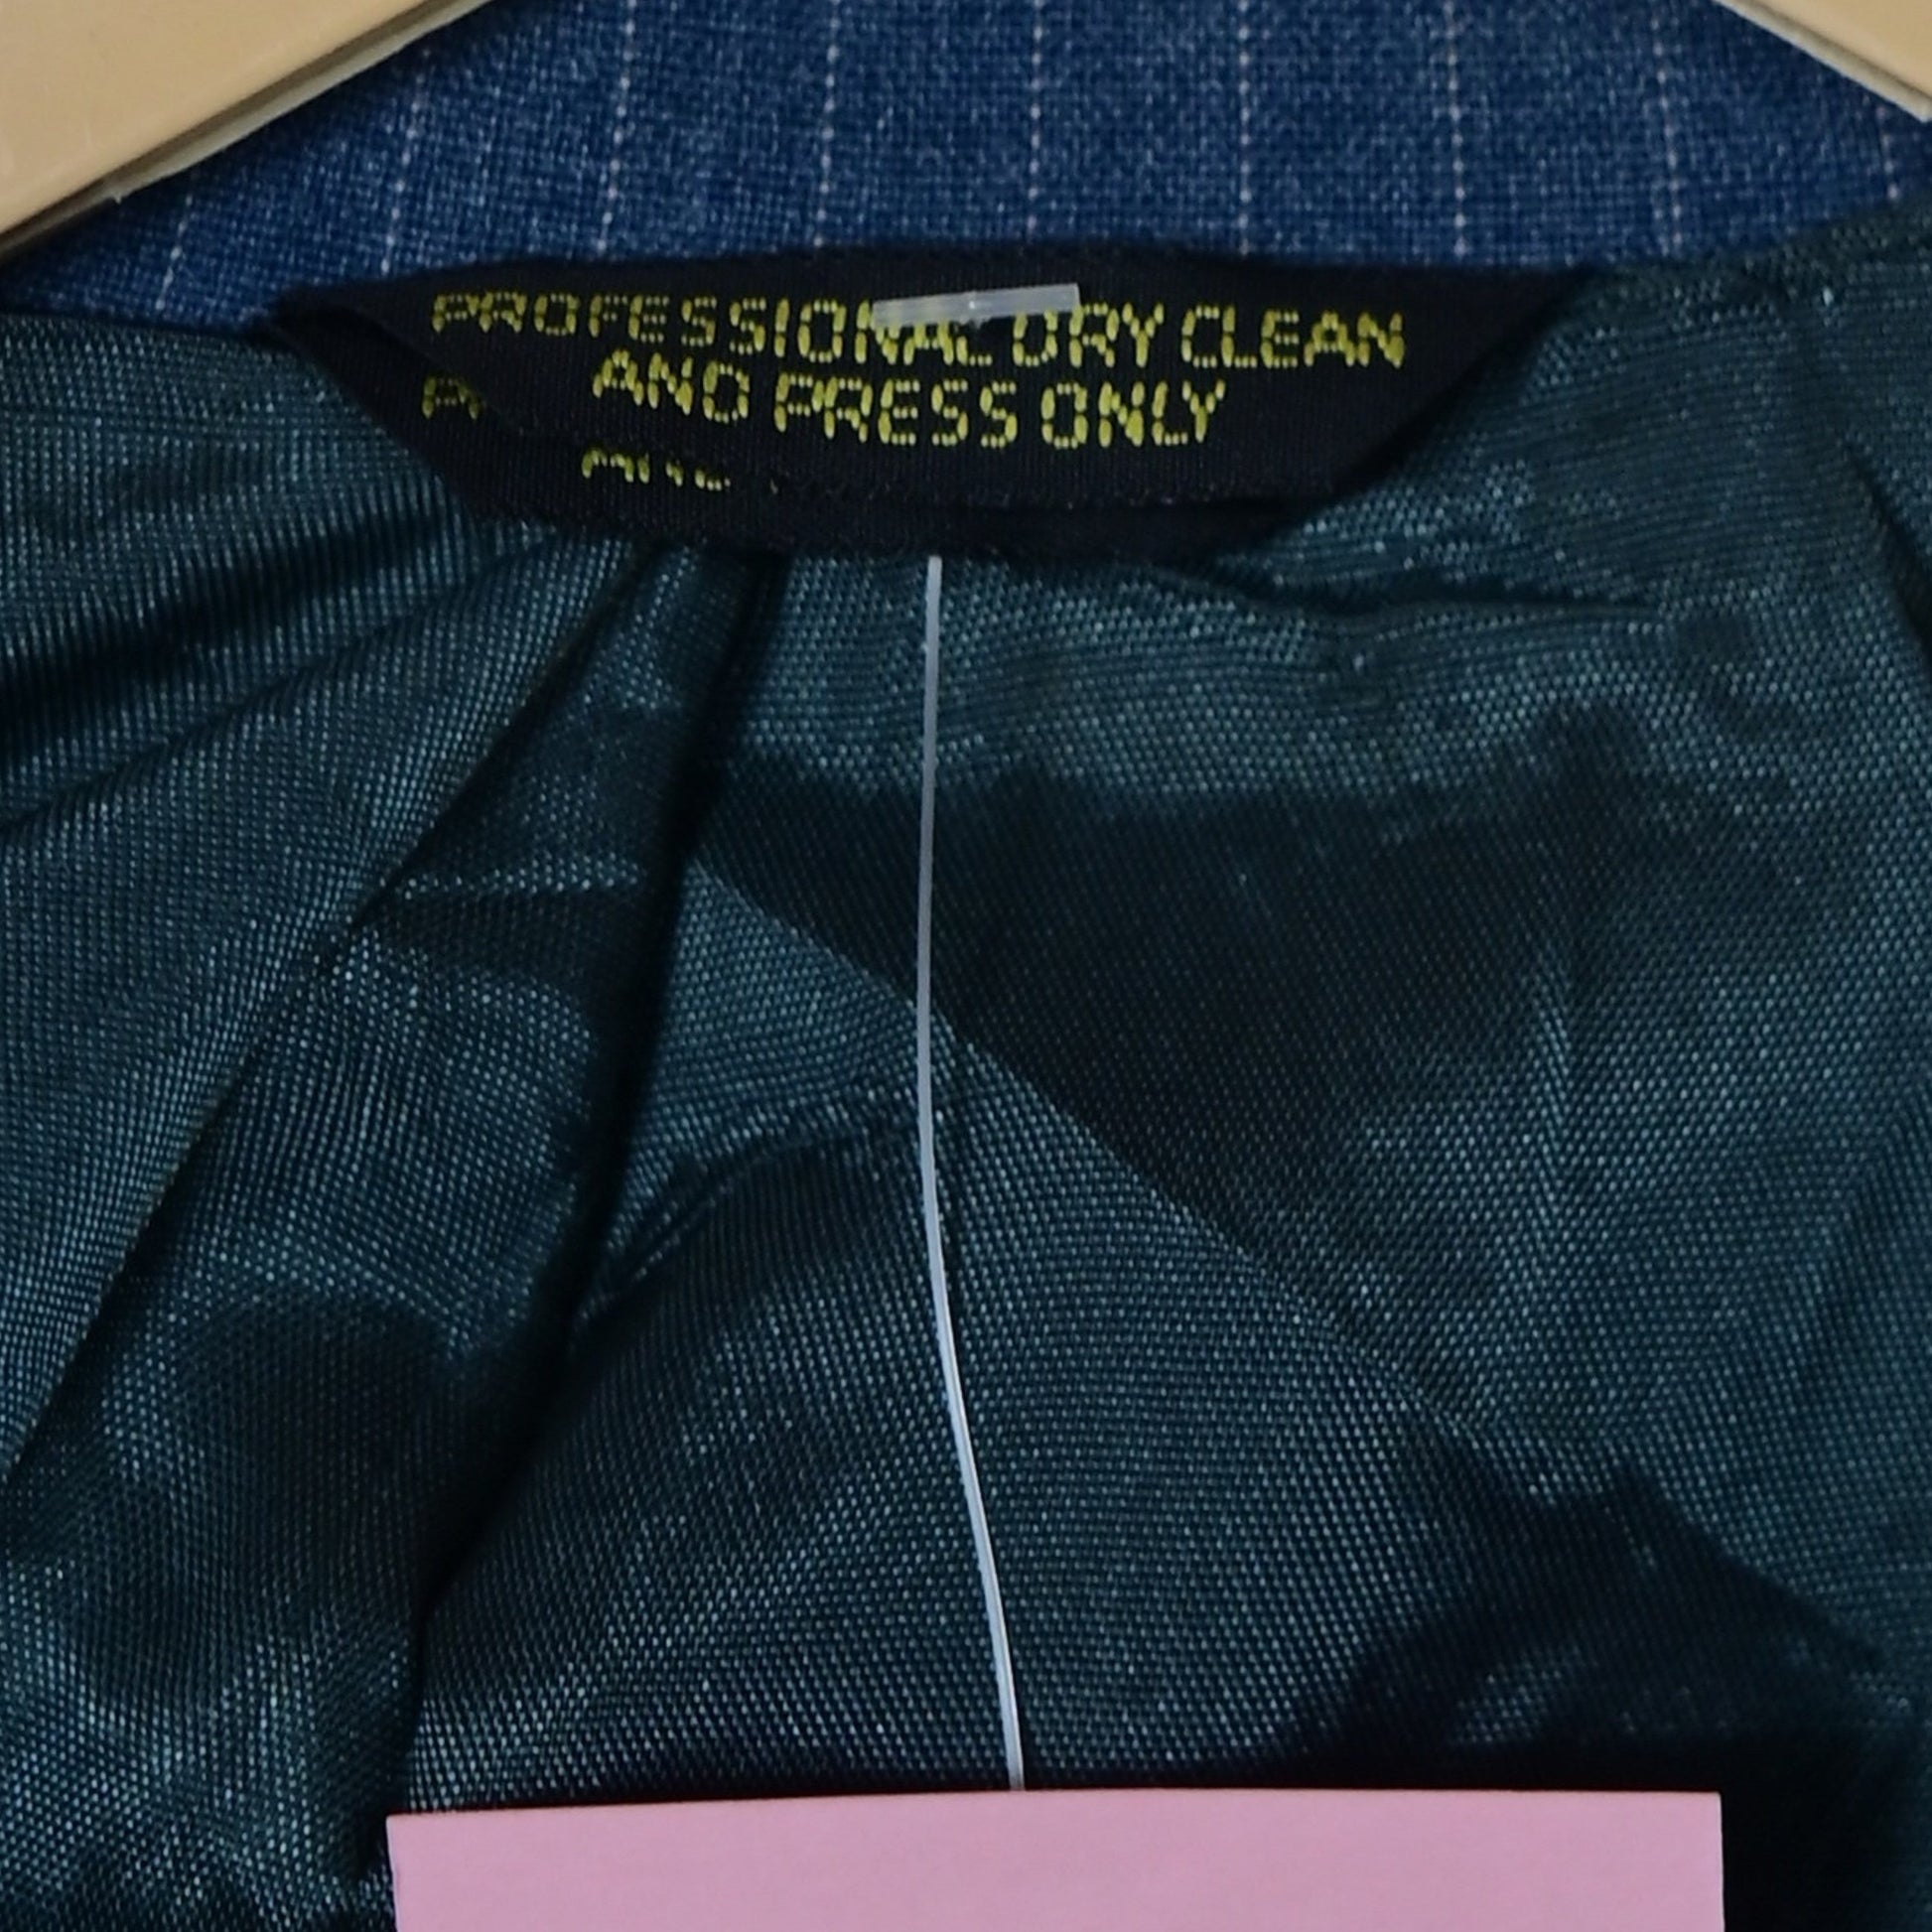 PROFESSIONAL DRY CLEAN
AND PRESS ONLY